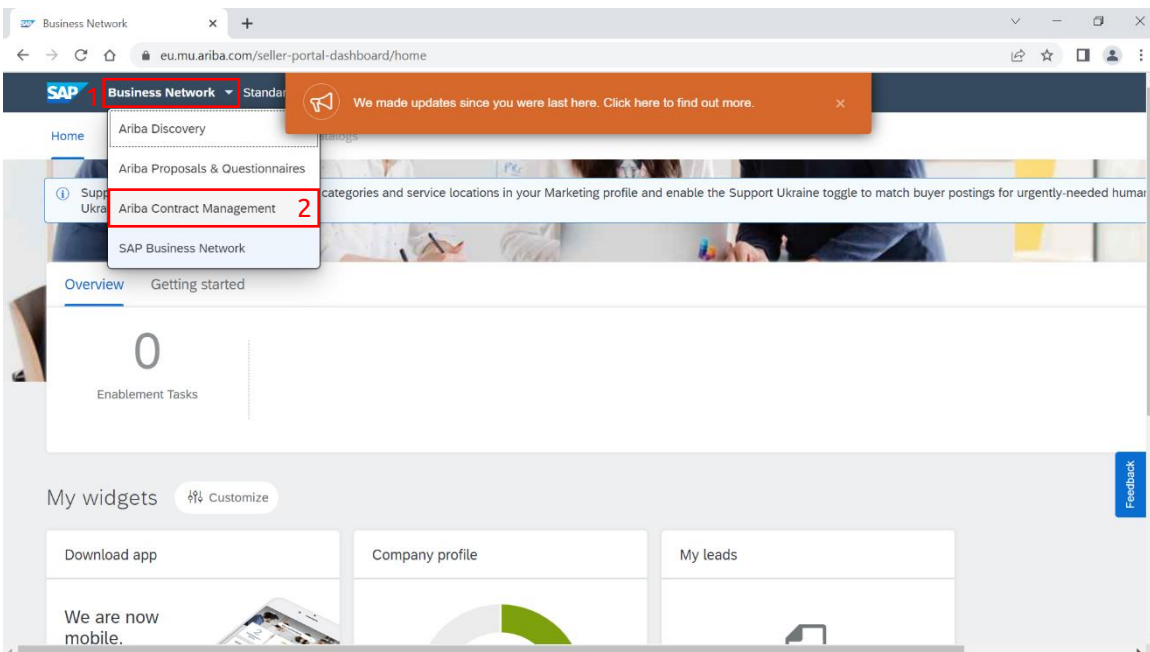 Business Network
eu.mu.ariba.com/seller-portal-dashboard/home
SAP 1 Business Network Standar
We made updates since you were last here. Click here to find out more.
Home
Ariba Discovery
Ariba Proposals & Questionnaires
Ariba Contract Management 2
SAP Business Network
Supp categories and service locations in your Marketing profile and enable the Support Ukraine toggle to match buyer postings for urgently-needed humar
Ukra
Overview Getting started
0
Enablement Tasks
Feedback
My widgets Customize
Download app Company profile My leads
We are now
mobile.